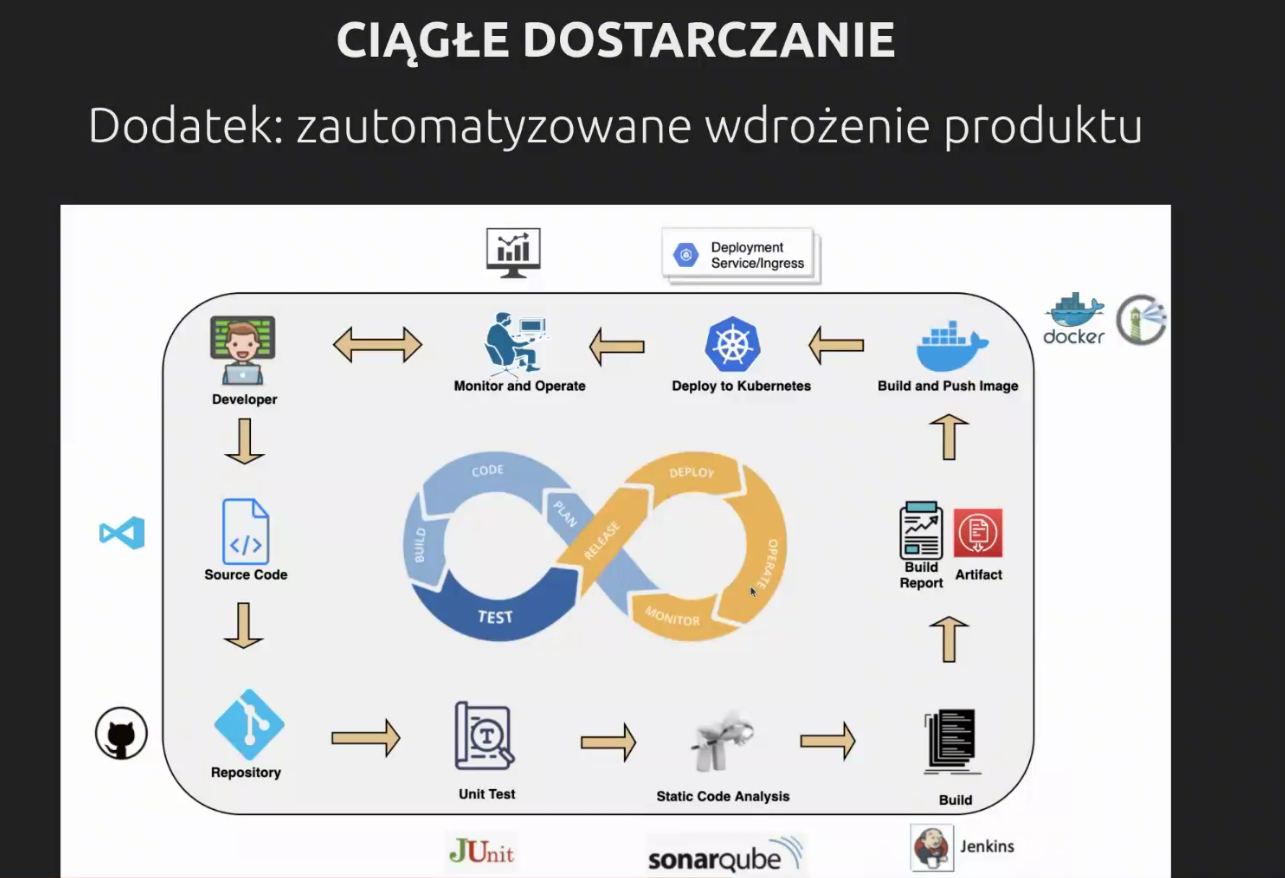 CIĄGŁE DOSTARCZANIE
Dodatek: zautomatyzowane wdrożenie produktu
Deployment
Service/Ingress
docker
Developer
Monitor and Operate
Deploy to Kubernetes
Build and Push Image
CODE
PLAN
BUILD
TEST
RELEASE
DEPLOY
OPERATE
MONITOR
Source Code
Build
Report
Artifact
Repository
T
Unit Test
Static Code Analysis
Build
JUnit
sonarqube
Jenkins